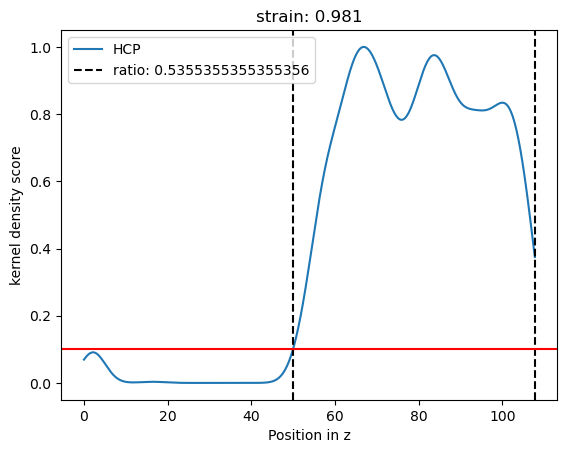 strain: 0.981
HCP
ratio: 0.5355355355355356
1.0
0.8
0.6
0.4
0.2
0.0
kernel density score
0 20 40 60 80 100
Position in z